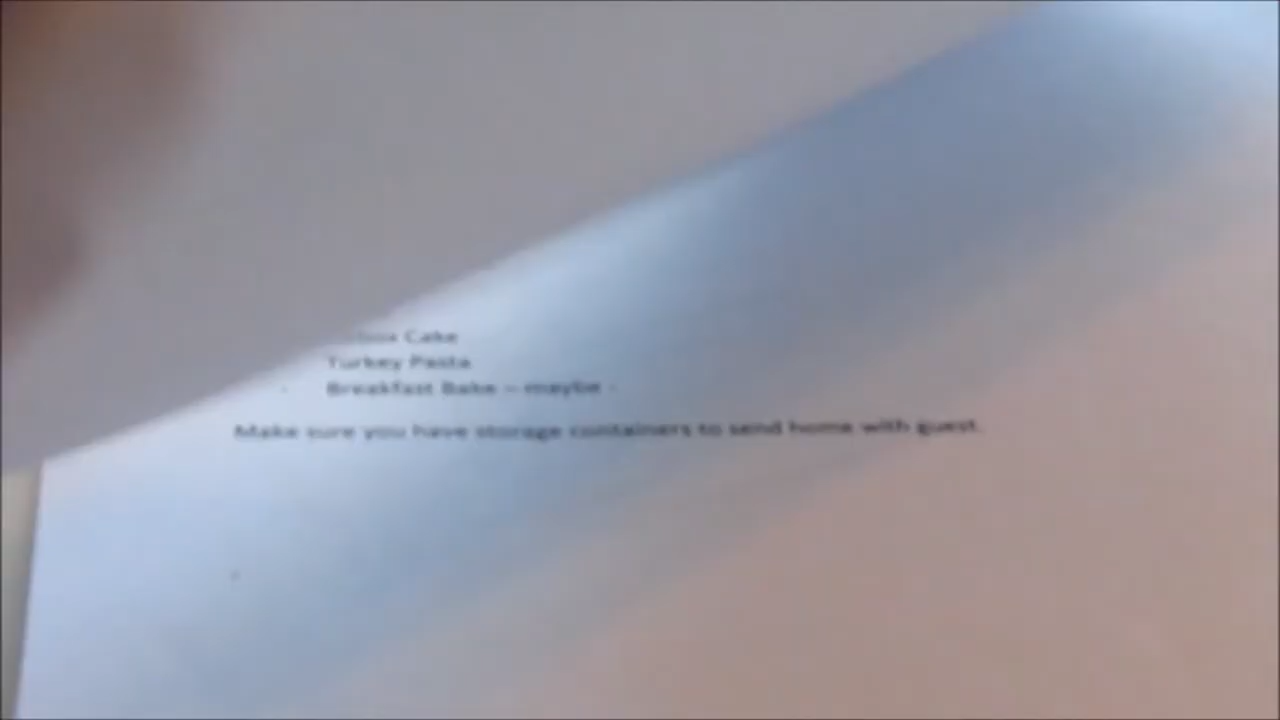 Cake
Turkey Pasta
Breakfast Bake – maybe -
Make sure you have storage containers to send home with guest.